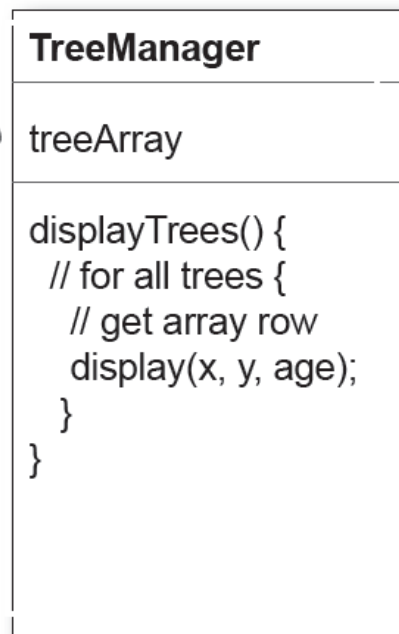 TreeManager
treeArray
displayTrees() {
// for all trees {
// get array row
display(x, y, age);
}
}